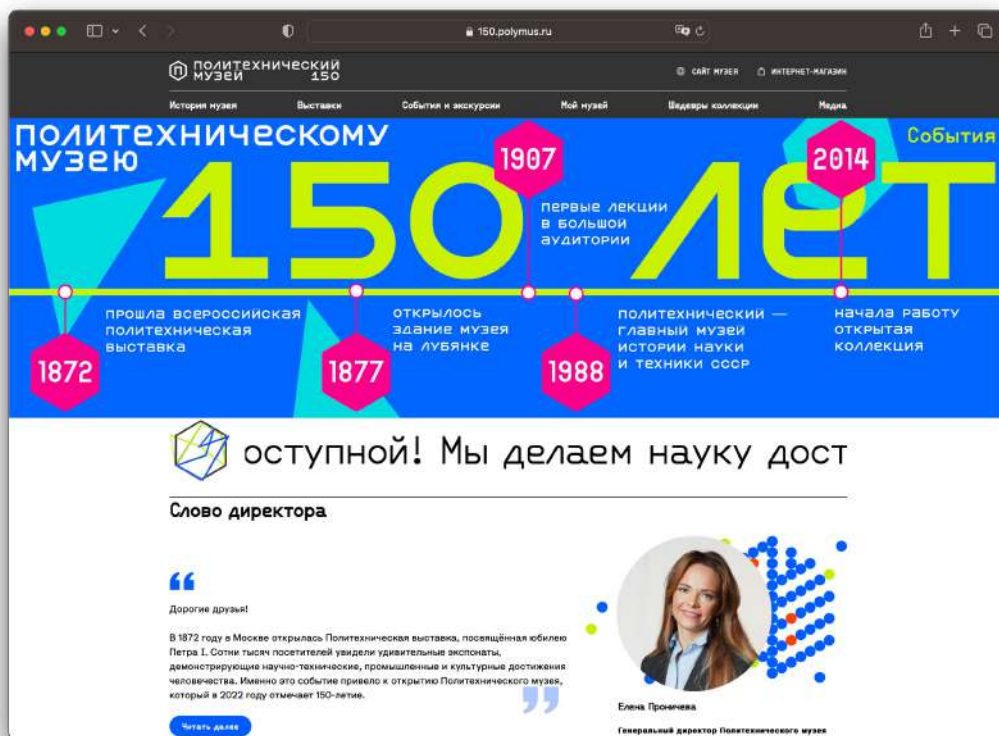 150.polymus.ru
ПОЛИТЕХНИЧЕСКИЙ
МУЗЕЙ 150
САЙТ МУЗЕЯ
ИНТЕРНЕТ-МАГАЗИН
История музея
Выставки
События и экскурсии
Мой музей
Шедевры коллекции
Медиа
ПОЛИТЕХНИЧЕСКОМУ
МУЗЕЮ
150 ЛЕТ
События
1907
первые лекции
в большой
аудитории
2014
начала работу
открытая
коллекция
1872
прошла всероссийская
политехническая
выставка
1877
открылось
здание музея
на лубянке
1988
политехнический —
главный музей
истории науки
и техники ссср
оступной! Мы делаем науку дост
Слово директора
Дорогие друзья!
В 1872 году в Москве открылась Политехническая выставка, посвящённая юбилею
Петра I. Сотни тысяч посетителей увидели удивительные экспонаты,
демонстрирующие научно-технические, промышленные и культурные достижения
человечества. Именно это событие привело к открытию Политехнического музея,
который в 2022 году отмечает 150-летие.
Читать далее
Елена Проничева
Генеральный директор Политехнического музея